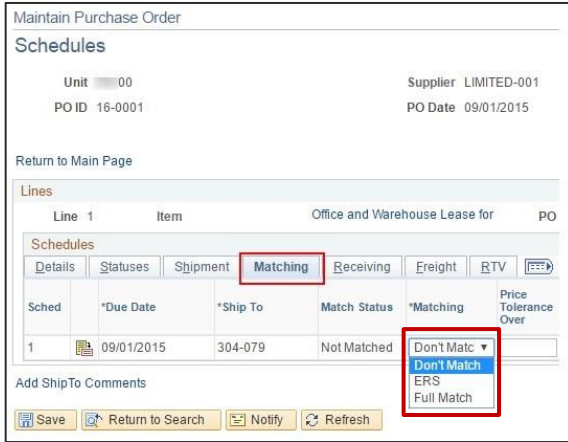 Maintain Purchase Order
Schedules
Unit 00 Supplier LIMITED-001
PO ID 16-0001 PO Date 09/01/2015
Return to Main Page
Lines
Line 1 Item Office and Warehouse Lease for PO
Schedules
Details Statuses Shipment Matching Receiving Freight RTV
Sched *Due Date *Ship To Match Status *Matching Price Tolerance Over
1 09/01/2015 304-079 Not Matched Don't Matc
Don't Match
ERS
Full Match
Add ShipTo Comments
Save Return to Search Notify Refresh